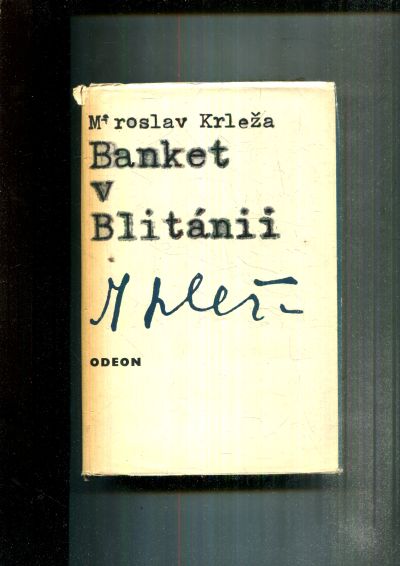 Miroslav Krleža
Banket
v
Blitánii
ODEON